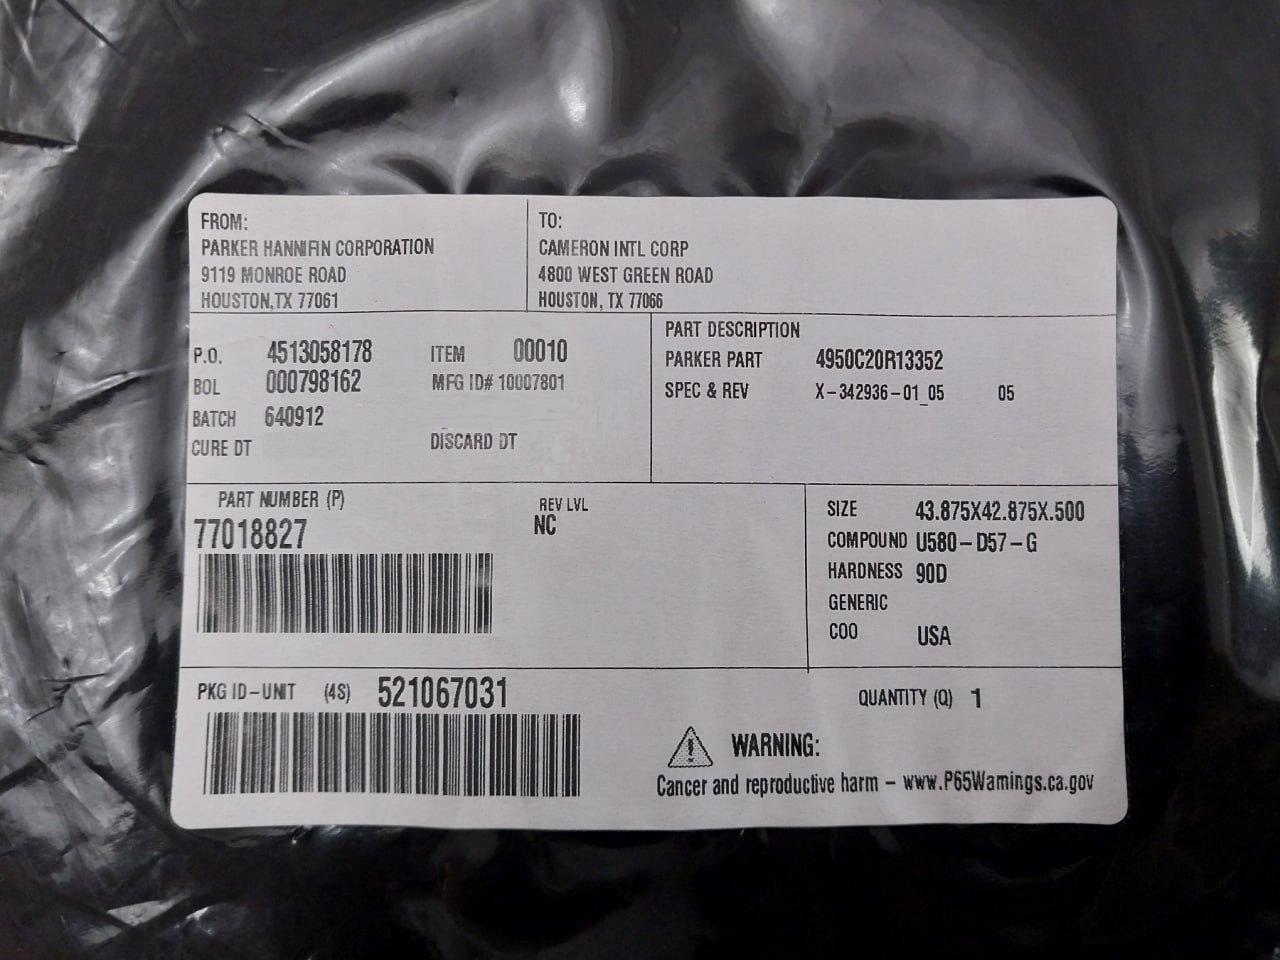 FROM:
PARKER HANNIFIN CORPORATION
9119 MONROE ROAD
HOUSTON,TX 77061
TO:
CAMERON INTL CORP
4800 WEST GREEN ROAD
HOUSTON, TX 77066
P.O. 4513058178 ITEM 00010
BOL 000798162 MFG ID# 10007801
BATCH 640912
CURE DT DISCARD DT
PART DESCRIPTION
PARKER PART 4950C20R13352
SPEC & REV X-342936-01_05 05
PART NUMBER (P)
77018827
REV LVL
NC
SIZE 43.875X42.875X.500
COMPOUND U580-D57-G
HARDNESS 90D
GENERIC
COO USA
PKG ID-UNIT (4S) 521067031
QUANTITY (Q) 1
WARNING:
Cancer and reproductive harm - www.P65Warnings.ca.gov